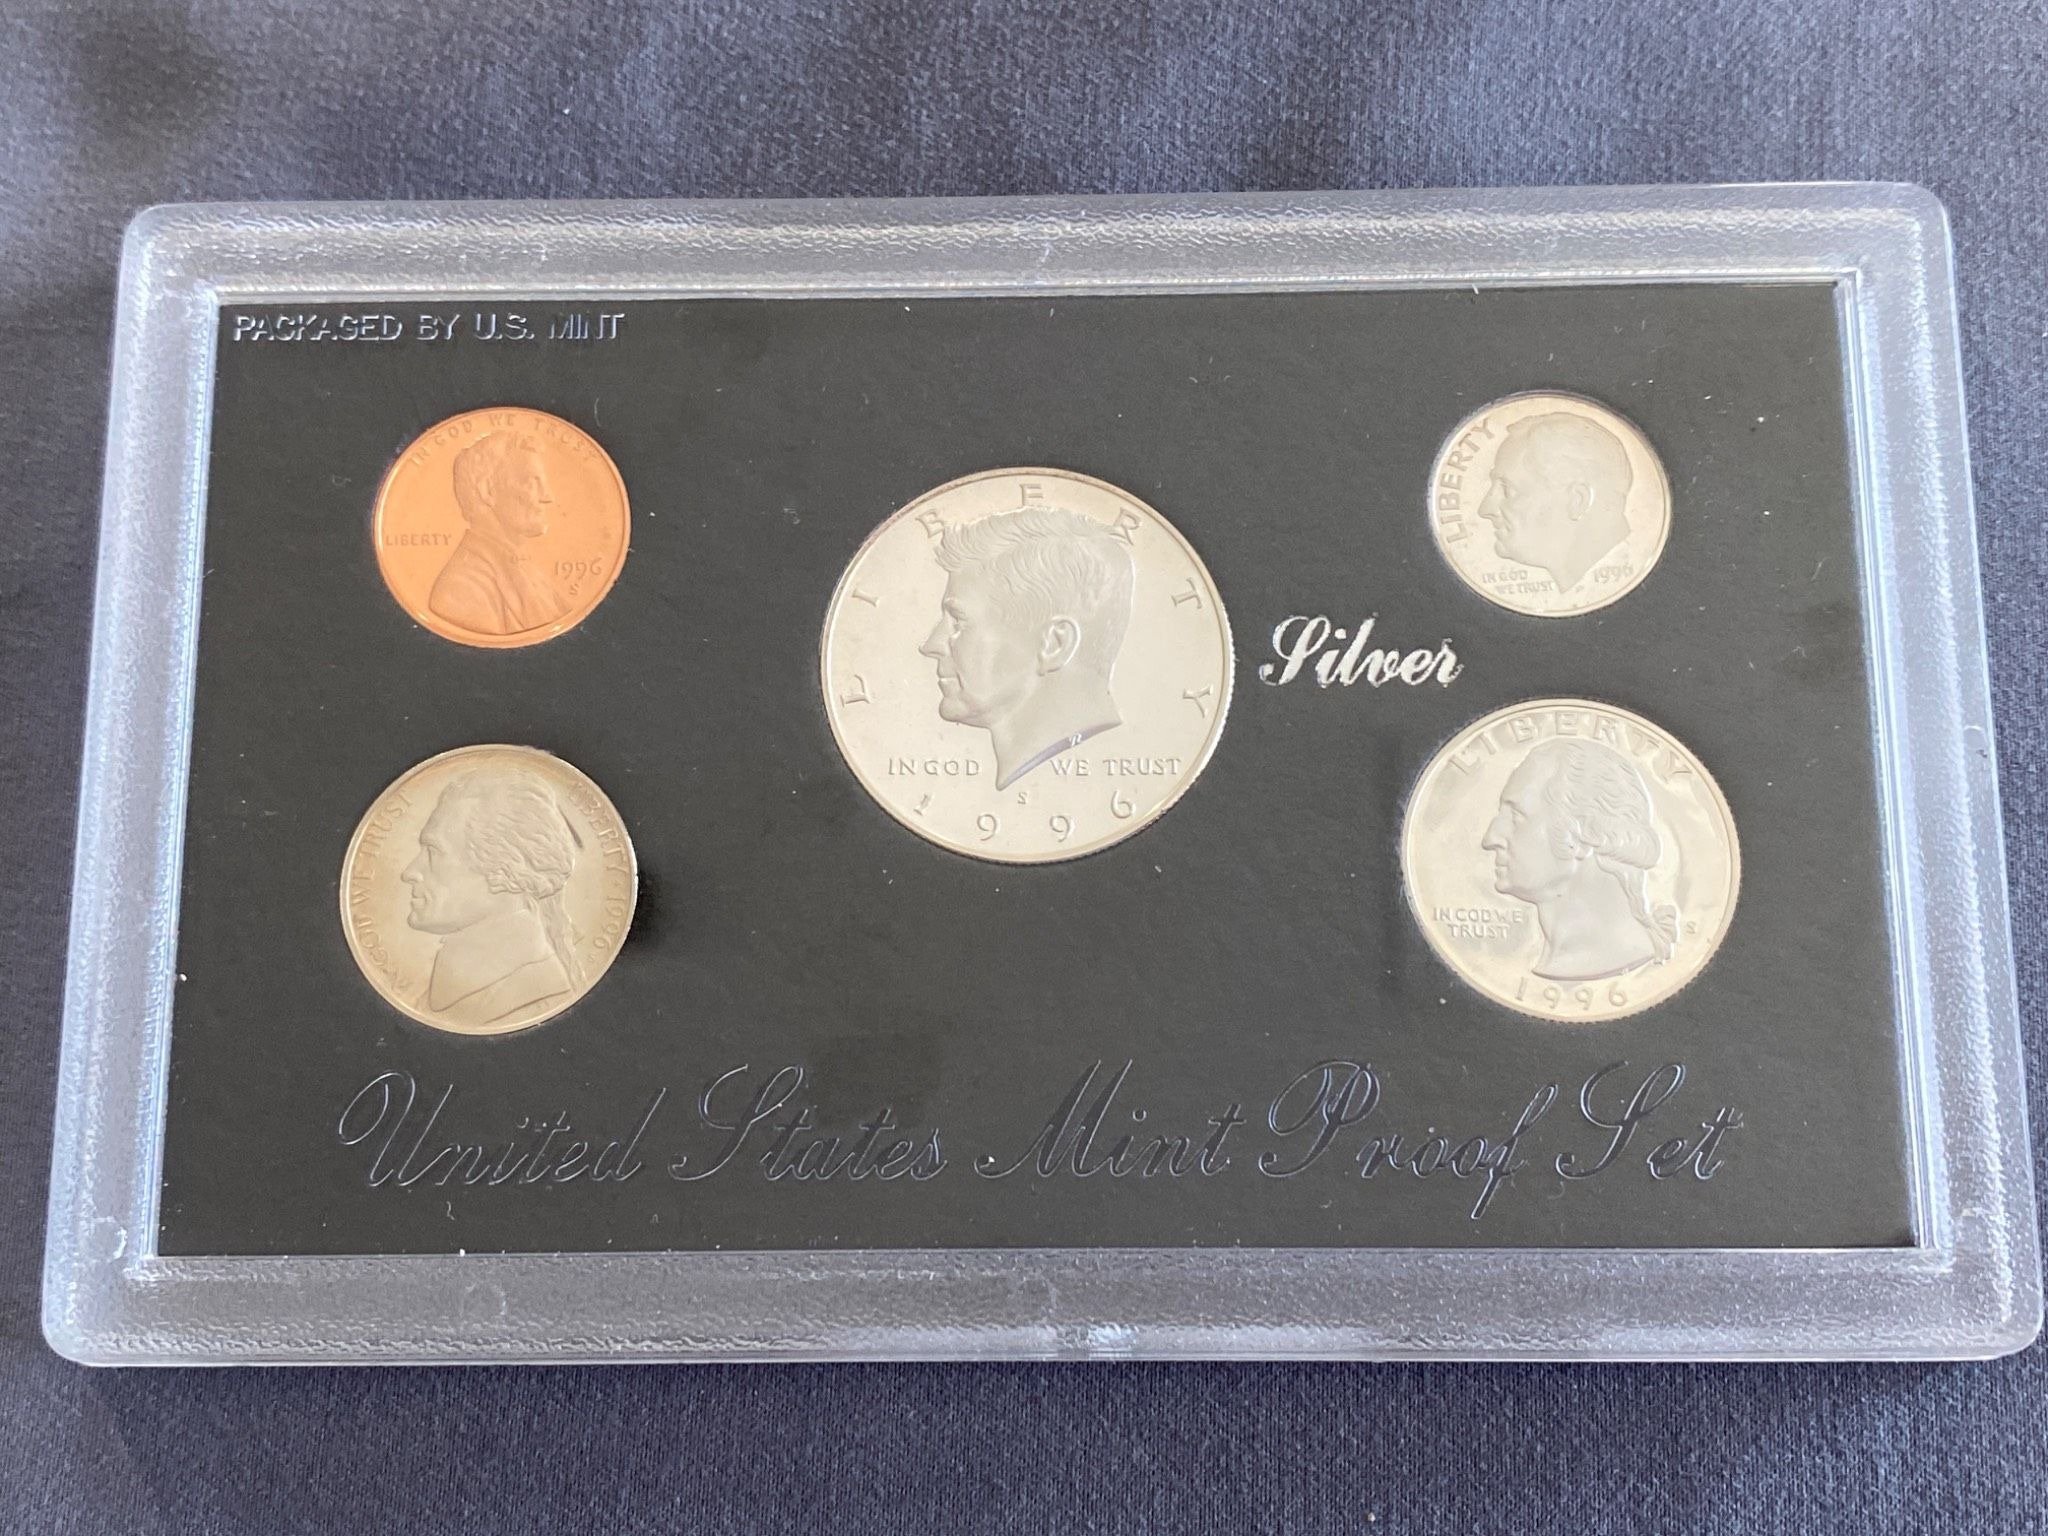 PACKAGED BY U.S. MINT
IN GOD WE TRUST
LIBERTY
1996
S
LIBERTY
IN GOD WE TRUST
S
1996
LIBERTY
IN GOD
WE TRUST
1996
Silver
IN GOD WE TRUST
LIBERTY · 1996
S
LIBERTY
IN GOD WE
TRUST
S
1996
United States Mint Proof Set